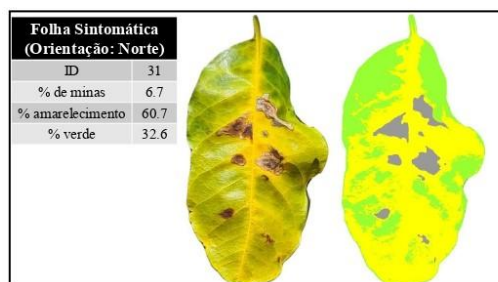 Folha Sintomática
(Orientação: Norte)
ID 31
% de minas 6.7
% amarelecimento 60.7
% verde 32.6